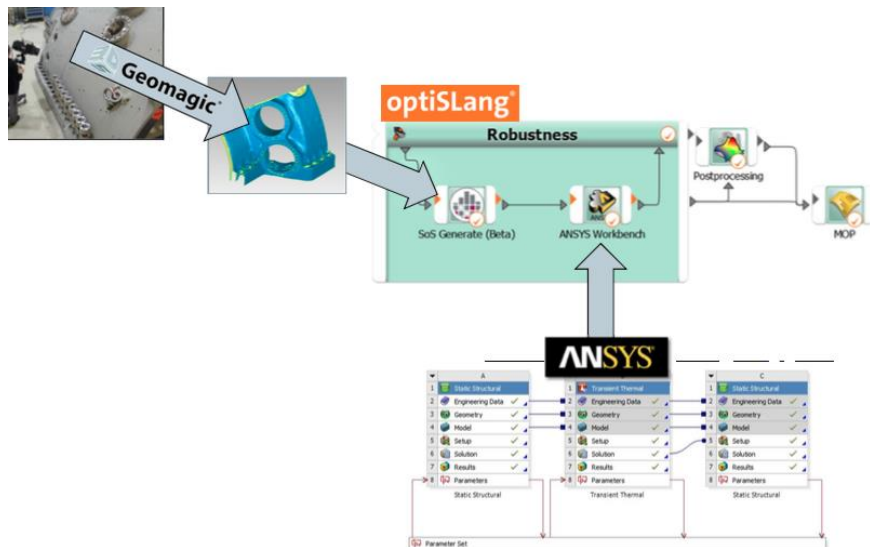 Geomagic®
optiSLang®
Robustness
SoS Generate (Beta)
ANSYS Workbench
Postprocessing
MOP
ANSYS®
A
1 Static Structural
2 Engineering Data
3 Geometry
4 Model
5 Setup
6 Solution
7 Results
8 Parameters
Static Structural
1 Transient Thermal
2 Engineering Data
3 Geometry
4 Model
5 Setup
6 Solution
7 Results
8 Parameters
Transient Thermal
C
1 Static Structural
2 Engineering Data
3 Geometry
4 Model
5 Setup
6 Solution
7 Results
8 Parameters
Static Structural
Parameter Set